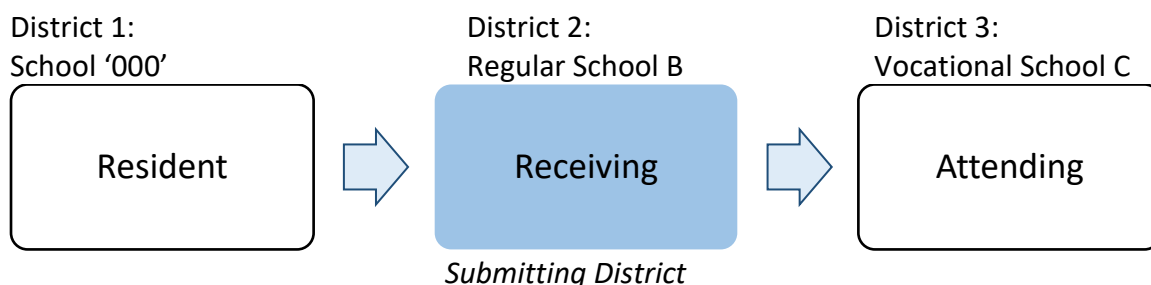 District 1:
School ‘000’
Resident
District 2:
Regular School B
Receiving
Submitting District
District 3:
Vocational School C
Attending